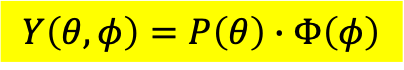 Y(θ, ϕ) = P(θ) · Φ(ϕ)